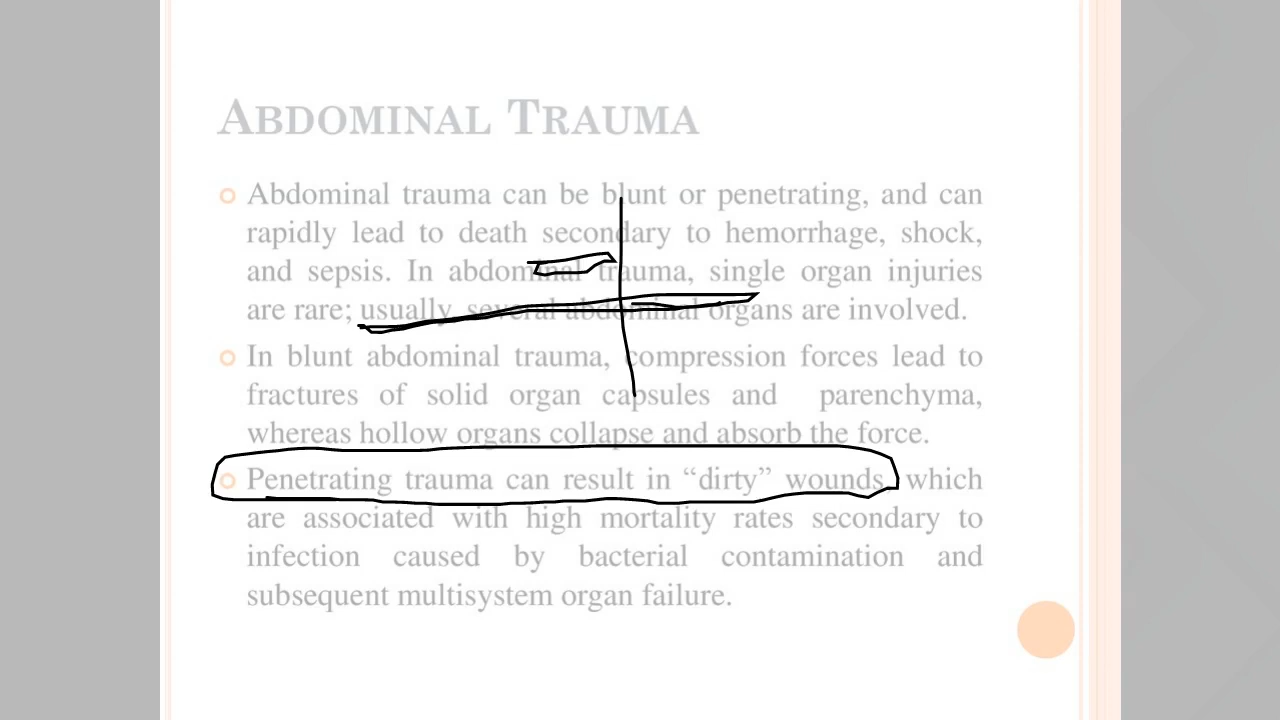 ABDOMINAL TRAUMA
Abdominal trauma can be blunt or penetrating, and can
rapidly lead to death secondary to hemorrhage, shock,
and sepsis. In abdominal trauma, single organ injuries
are rare; usually, several abdominal organs are involved.
In blunt abdominal trauma, compression forces lead to
fractures of solid organ capsules and parenchyma,
whereas hollow organs collapse and absorb the force.
Penetrating trauma can result in “dirty” wounds, which
are associated with high mortality rates secondary to
infection caused by bacterial contamination and
subsequent multisystem organ failure.